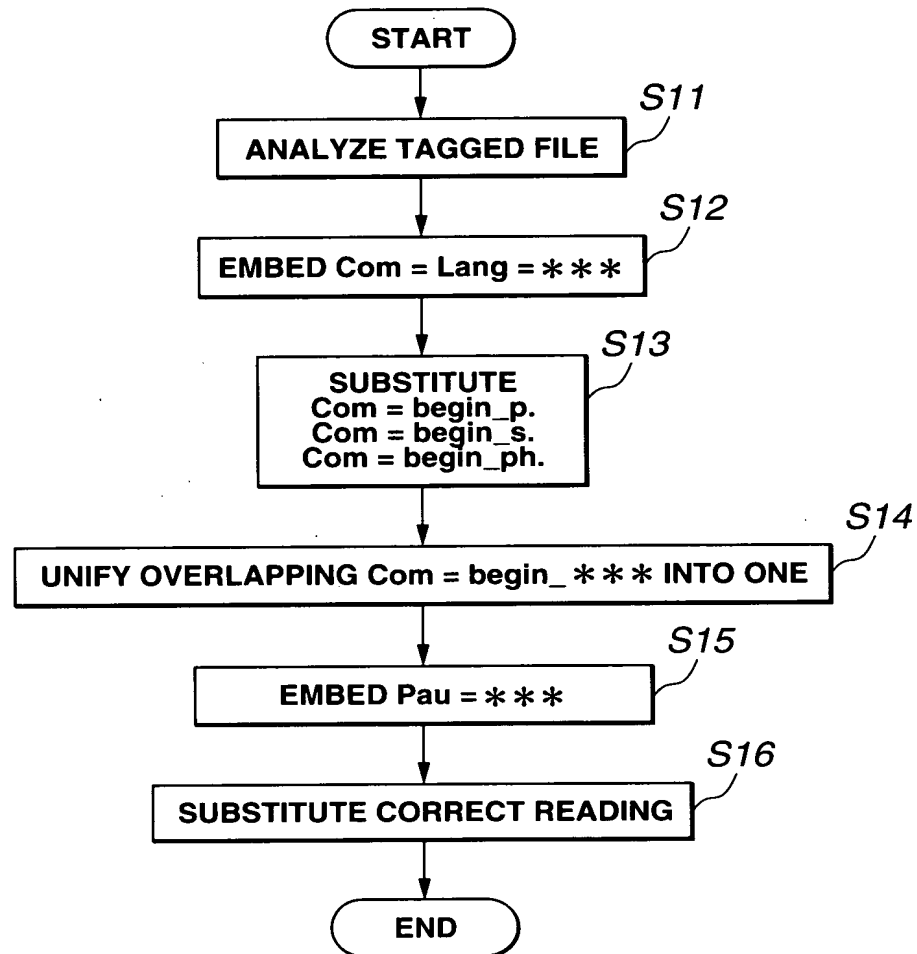 START
S11
ANALYZE TAGGED FILE
S12
EMBED Com = Lang = ***
S13
SUBSTITUTE
Com = begin_p.
Com = begin_s.
Com = begin_ph.
S14
UNIFY OVERLAPPING Com = begin_ *** INTO ONE
S15
EMBED Pau = ***
S16
SUBSTITUTE CORRECT READING
END